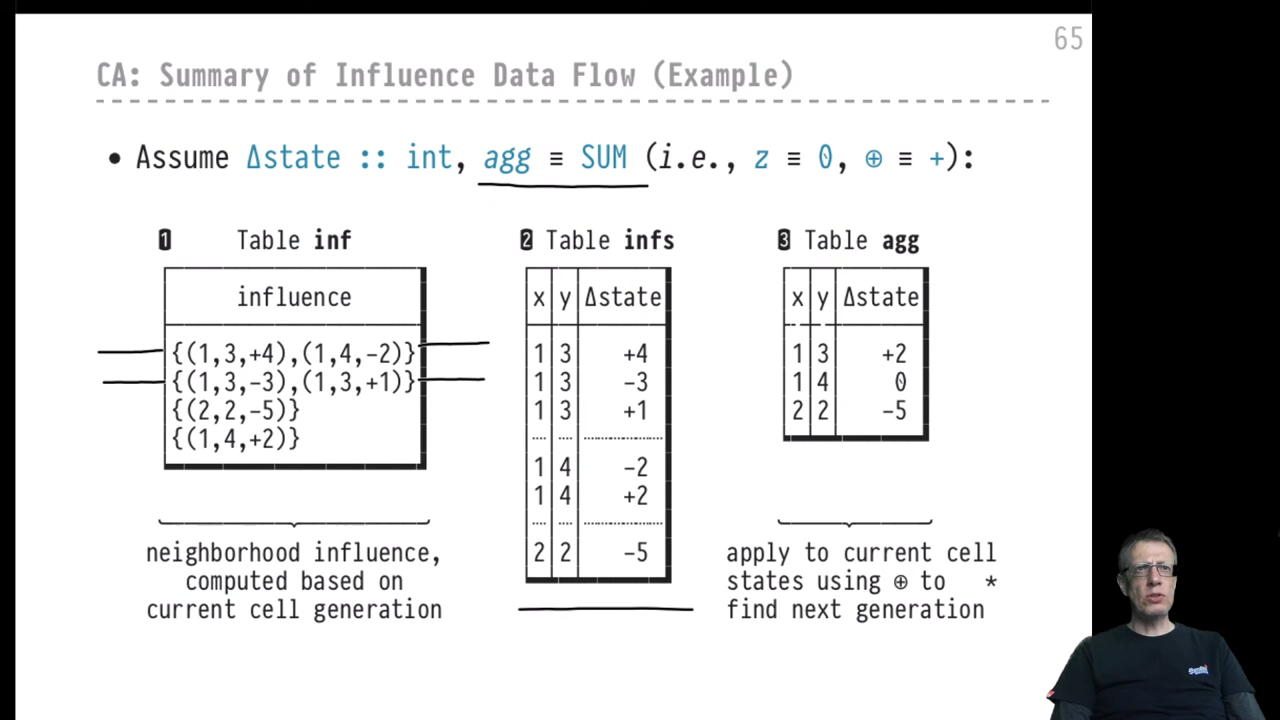 65
CA: Summary of Influence Data Flow (Example)
• Assume Δstate :: int, agg ≡ SUM (i.e., z ≡ 0, ⊕ ≡ +):
1 Table inf
influence
{(1,3,+4),(1,4,−2)}
{(1,3,−3),(1,3,+1)}
{(2,2,−5)}
{(1,4,+2)}
neighborhood influence,
computed based on
current cell generation
2 Table infs
x y Δstate
1 3 +4
1 3 −3
1 3 +1
1 4 −2
1 4 +2
2 2 −5
3 Table agg
x y Δstate
1 3 +2
1 4 0
2 2 −5
apply to current cell
states using ⊕ to *
find next generation